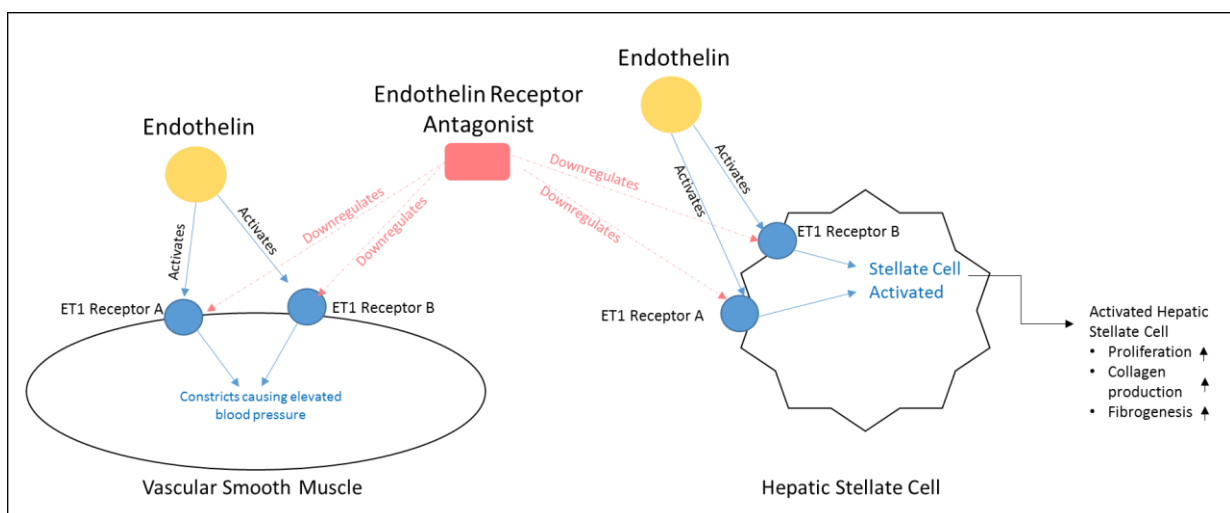 Endothelin
Endothelin Receptor
Antagonist
Endothelin
Activates
Activates
Downregulates
Downregulates
Downregulates
Downregulates
Activates
Activates
ET1 Receptor A
ET1 Receptor B
Constricts causing elevated
blood pressure
Vascular Smooth Muscle
ET1 Receptor B
ET1 Receptor A
Stellate Cell
Activated
Hepatic Stellate Cell
Activated Hepatic
Stellate Cell
• Proliferation
• Collagen
production
• Fibrogenesis